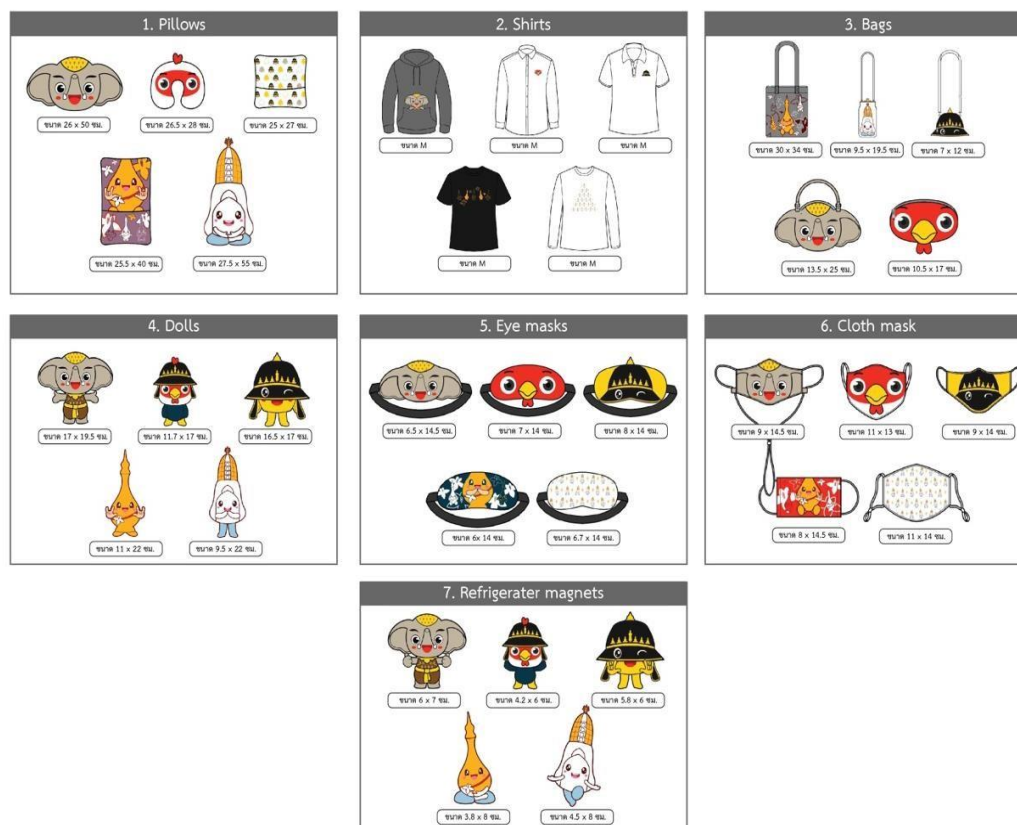 1. Pillows
ขนาด 26 x 50 ซม.
ขนาด 26.5 x 28 ซม.
ขนาด 25 x 27 ซม.
ขนาด 25.5 x 40 ซม.
ขนาด 27.5 x 55 ซม.
2. Shirts
ขนาด M
ขนาด M
ขนาด M
ขนาด M
ขนาด M
3. Bags
ขนาด 30 x 34 ซม.
ขนาด 9.5 x 19.5 ซม.
ขนาด 7 x 12 ซม.
ขนาด 13.5 x 25 ซม.
ขนาด 10.5 x 17 ซม.
4. Dolls
ขนาด 17 x 19.5 ซม.
ขนาด 11.7 x 17 ซม.
ขนาด 16.5 x 17 ซม.
ขนาด 11 x 22 ซม.
ขนาด 9.5 x 22 ซม.
5. Eye masks
ขนาด 6.5 x 14.5 ซม.
ขนาด 7 x 14 ซม.
ขนาด 8 x 14 ซม.
ขนาด 6x 14 ซม.
ขนาด 6.7 x 14 ซม.
6. Cloth mask
ขนาด 9 x 14.5 ซม.
ขนาด 11 x 13 ซม.
ขนาด 9 x 14 ซม.
ขนาด 8 x 14.5 ซม.
ขนาด 11 x 14 ซม.
7. Refrigerater magnets
ขนาด 6 x 7 ซม.
ขนาด 4.2 x 6 ซม.
ขนาด 5.8 x 6 ซม.
ขนาด 3.8 x 8 ซม.
ขนาด 4.5 x 8 ซม.